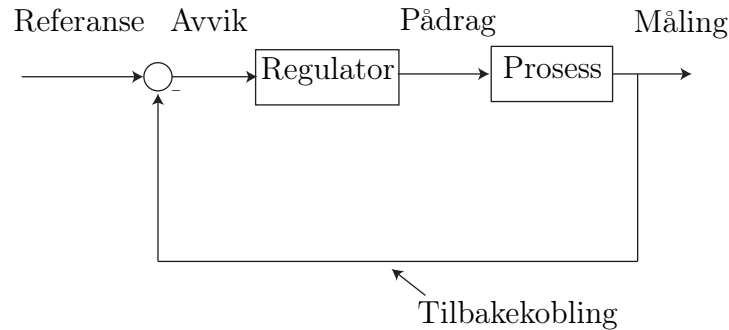 Referanse
Avvik
Pådrag
Måling
Regulator
Prosess
-
Tilbakekobling